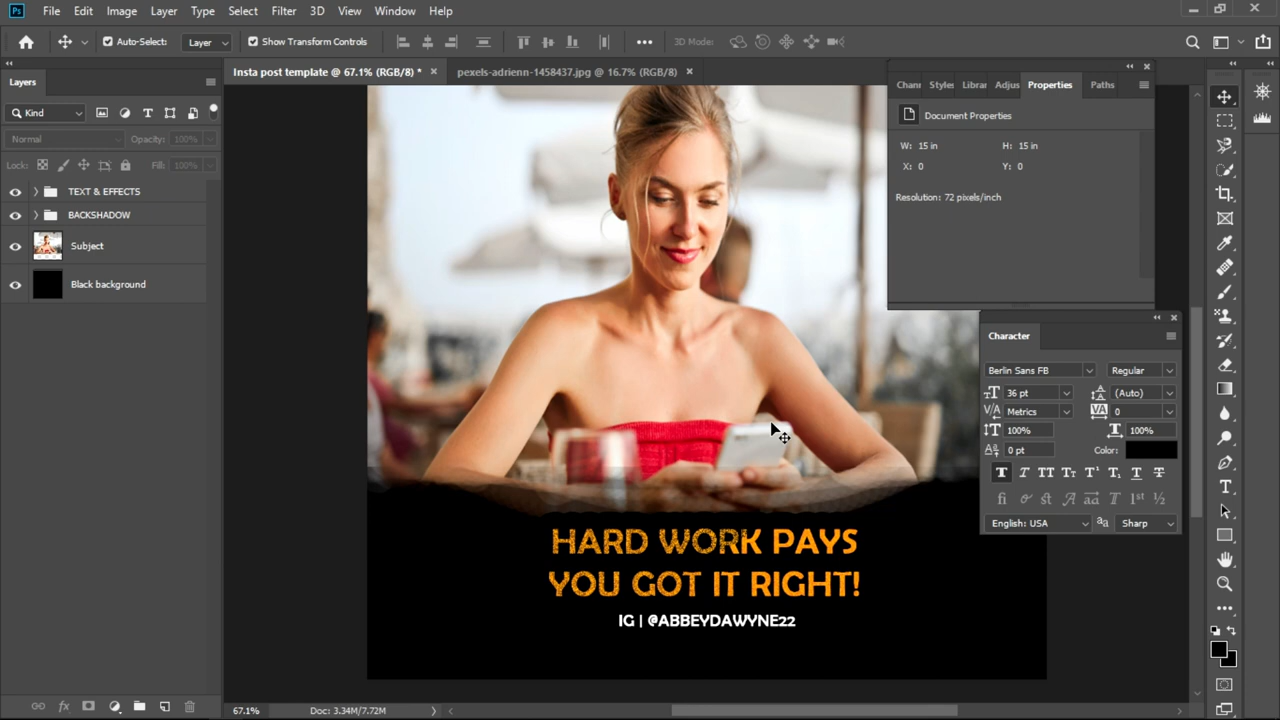 Ps File Edit Image Layer Type Select Filter 3D View Window Help
Auto-Select: Layer Show Transform Controls 3D Mode:
Insta post template @ 67.1% (RGB/8) * pexels-adrienn-1458437.jpg @ 16.7% (RGB/8)
Layers
Kind
Normal Opacity: 100%
Lock: Fill: 100%
TEXT & EFFECTS
BACKSHADOW
Subject
Black background
Chann Styles Librar Adjus Properties Paths
Document Properties
W: 15 in H: 15 in
X: 0 Y: 0
Resolution: 72 pixels/inch
Character
Berlin Sans FB Regular
36 pt (Auto)
Metrics 0
100% 100%
0 pt Color:
English: USA Sharp
HARD WORK PAYS
YOU GOT IT RIGHT!
IG | @ABBEYDAWYNE22
67.1% Doc: 3.34M/7.72M